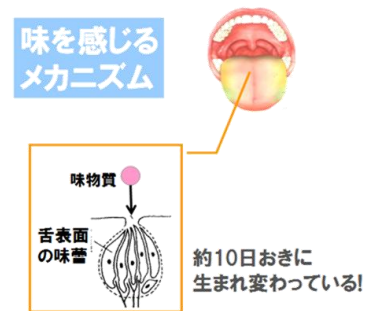 味を感じる
メカニズム
味物質
舌表面
の味蕾
約10日おきに
生まれ変わっている!